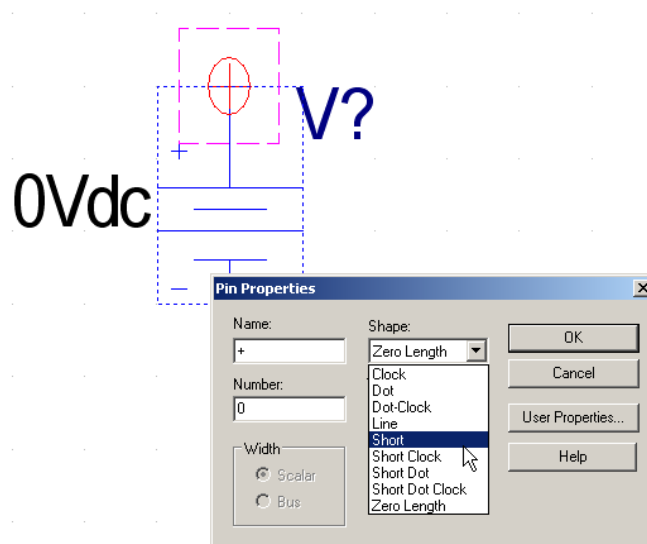 V?
+
0Vdc
−
Pin Properties
Name:
Shape:
+
Zero Length
OK
Clock
Dot
Dot-Clock
Line
Short
Short Clock
Short Dot
Short Dot Clock
Zero Length
Cancel
Number:
0
User Properties...
Width
Scalar
Bus
Help